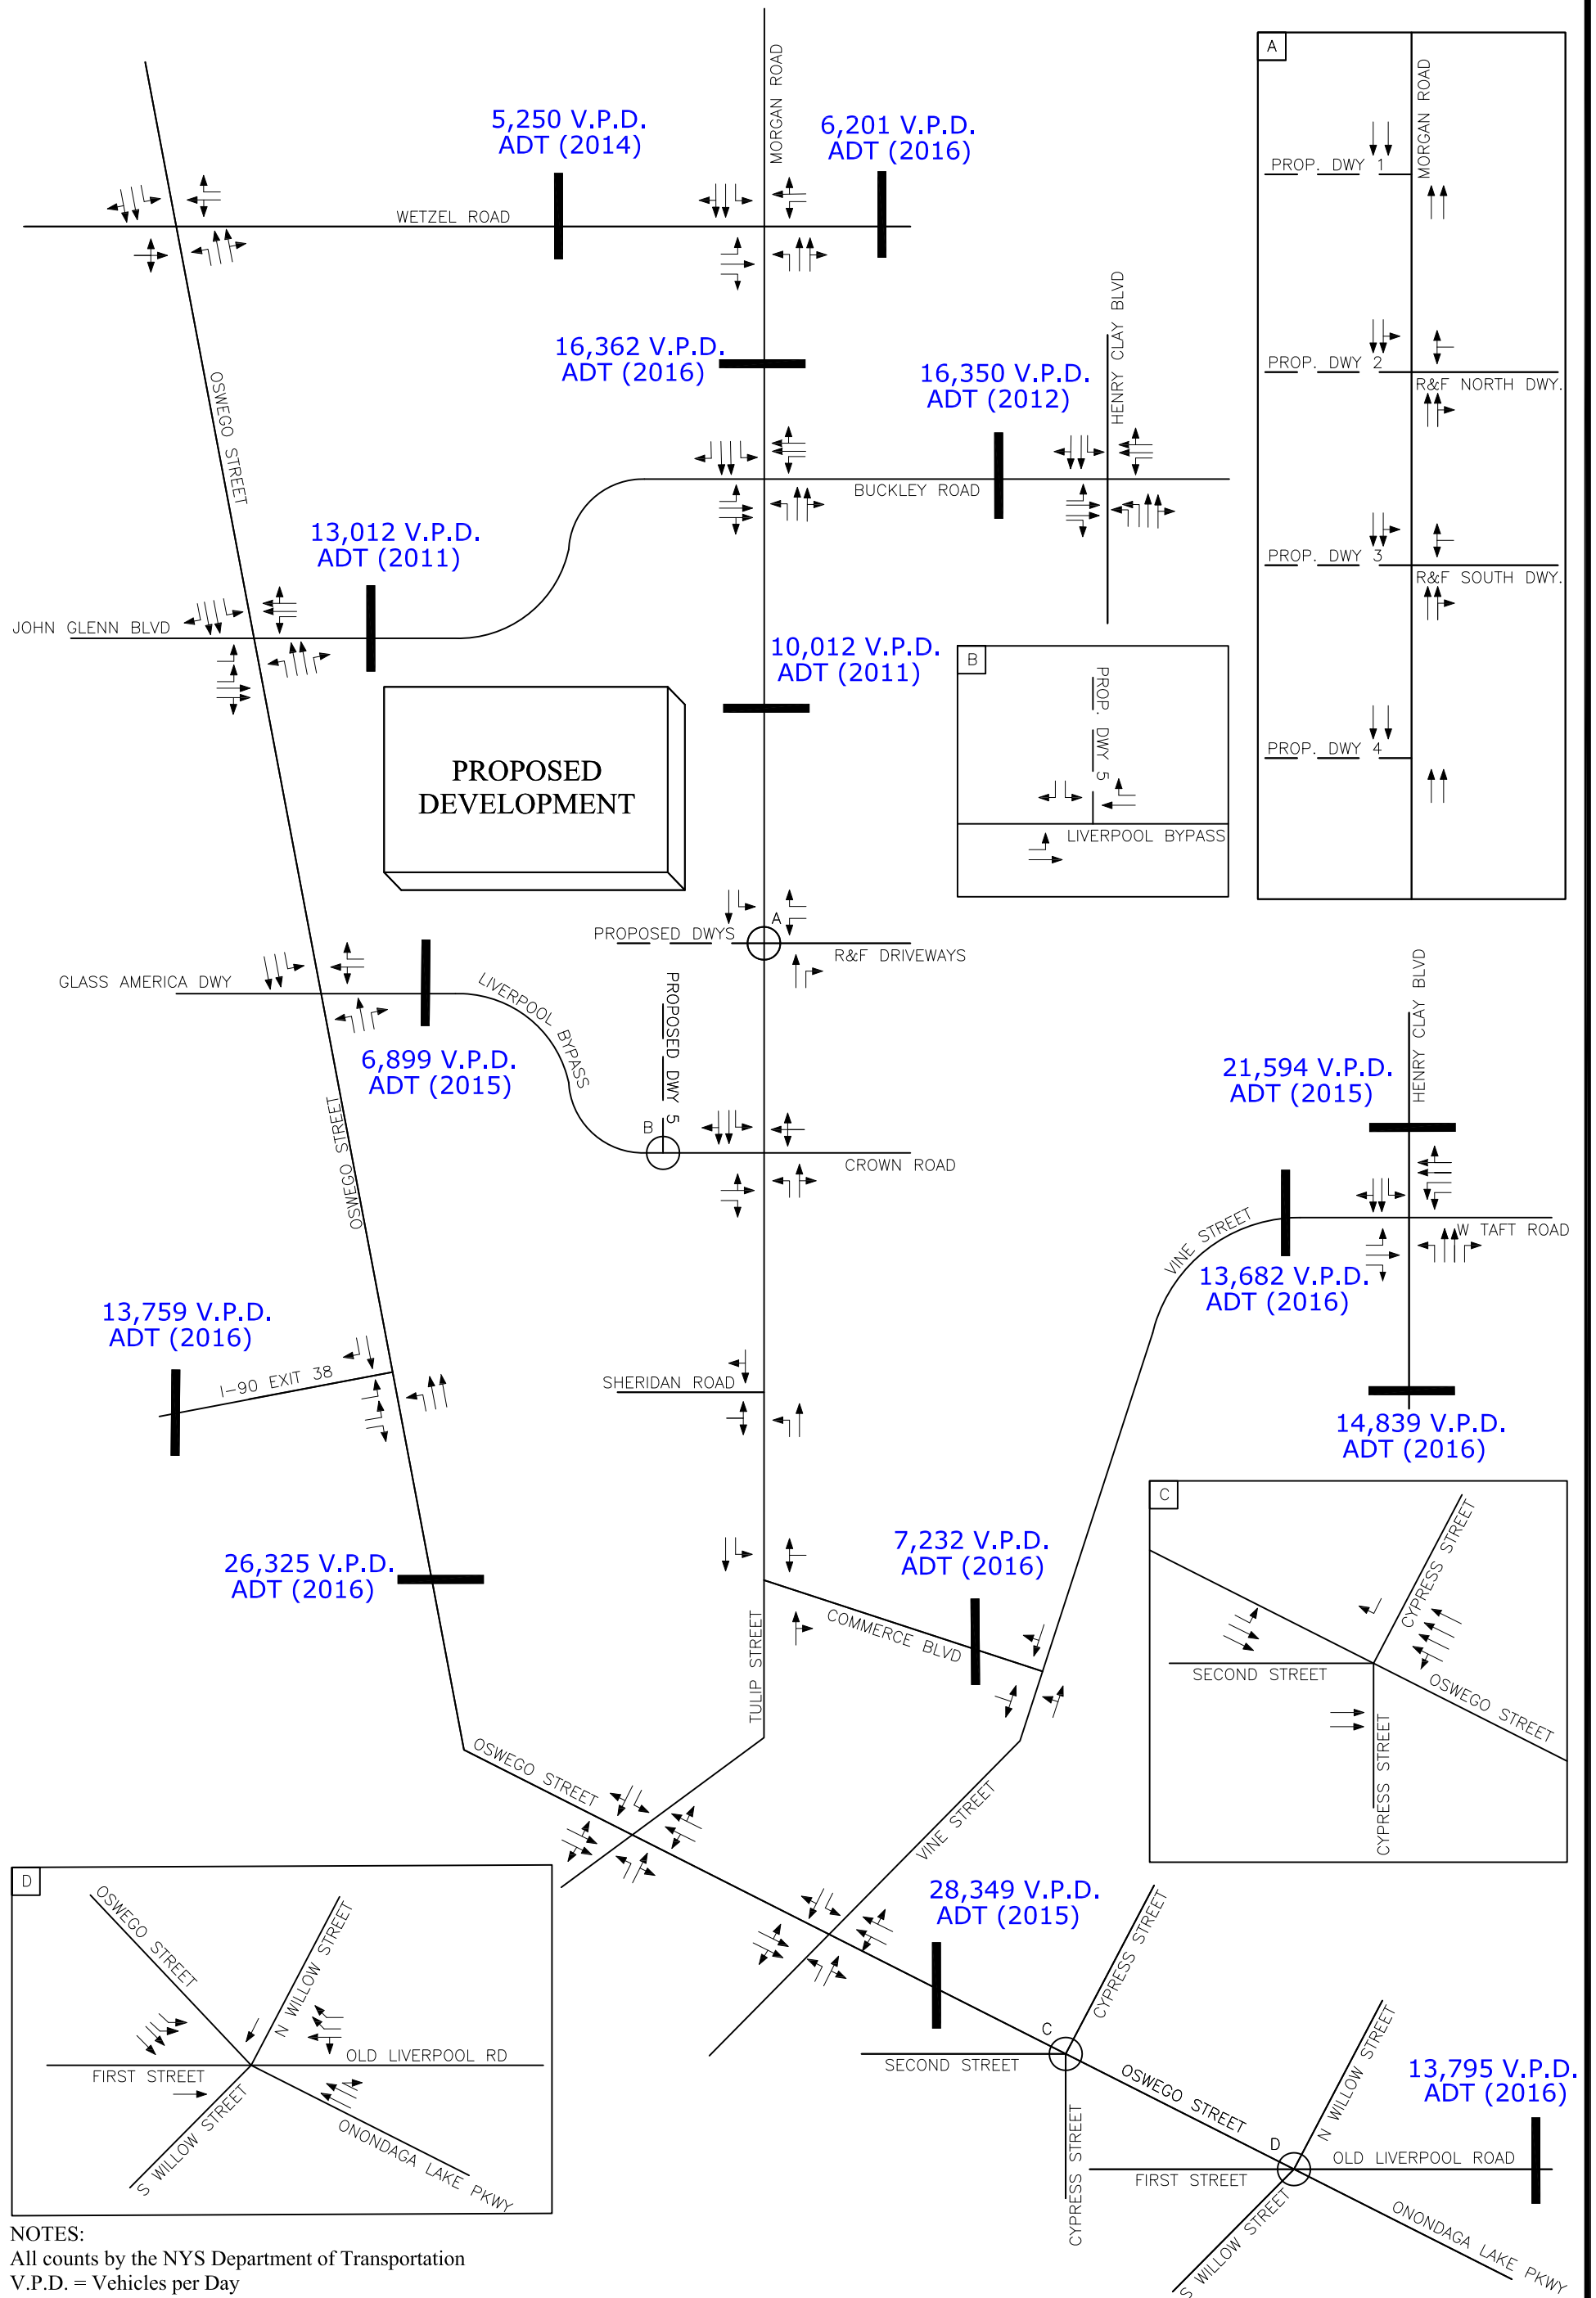 A
MORGAN ROAD
MORGAN ROAD
5,250 V.P.D.
ADT (2014)
6,201 V.P.D.
ADT (2016)
PROP. DWY 1
WETZEL ROAD
HENRY CLAY BLVD
16,362 V.P.D.
ADT (2016)
16,350 V.P.D.
ADT (2012)
PROP. DWY 2
R&F NORTH DWY.
OSWEGO STREET
BUCKLEY ROAD
13,012 V.P.D.
ADT (2011)
PROP. DWY 3
R&F SOUTH DWY.
JOHN GLENN BLVD
10,012 V.P.D.
ADT (2011)
B
PROP. DWY 5
PROP. DWY 4
PROPOSED
DEVELOPMENT
LIVERPOOL BYPASS
A
PROPOSED DWYS
R&F DRIVEWAYS
GLASS AMERICA DWY
LIVERPOOL BYPASS
PROPOSED DWY 5
HENRY CLAY BLVD
6,899 V.P.D.
ADT (2015)
21,594 V.P.D.
ADT (2015)
OSWEGO STREET
B
CROWN ROAD
VINE STREET
W TAFT ROAD
13,682 V.P.D.
ADT (2016)
13,759 V.P.D.
ADT (2016)
I-90 EXIT 38
SHERIDAN ROAD
14,839 V.P.D.
ADT (2016)
C
CYPRESS STREET
7,232 V.P.D.
ADT (2016)
26,325 V.P.D.
ADT (2016)
TULIP STREET
COMMERCE BLVD
SECOND STREET
OSWEGO STREET
CYPRESS STREET
OSWEGO STREET
VINE STREET
D
OSWEGO STREET
N WILLOW STREET
28,349 V.P.D.
ADT (2015)
CYPRESS STREET
OLD LIVERPOOL RD
FIRST STREET
S WILLOW STREET
ONONDAGA LAKE PKWY
C
SECOND STREET
OSWEGO STREET
CYPRESS STREET
N WILLOW STREET
13,795 V.P.D.
ADT (2016)
D
OLD LIVERPOOL ROAD
FIRST STREET
S WILLOW STREET
ONONDAGA LAKE PKWY
NOTES:
All counts by the NYS Department of Transportation
V.P.D. = Vehicles per Day